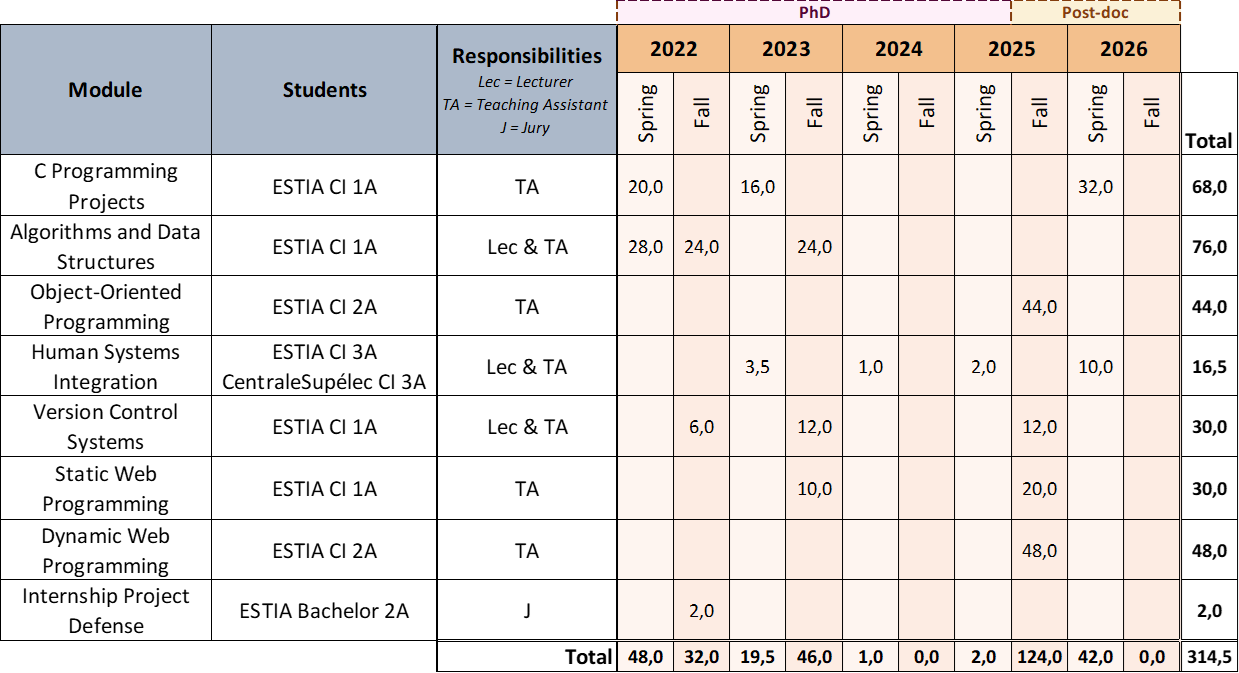 PhD Post-doc
Module Students Responsibilities 2022 2023 2024 2025 2026
Lec = Lecturer
TA = Teaching Assistant
J = Jury
Spring Fall Spring Fall Spring Fall Spring Fall Spring Fall Total
C Programming
Projects ESTIA CI 1A TA 20,0 16,0 32,0 68,0
Algorithms and Data
Structures ESTIA CI 1A Lec & TA 28,0 24,0 24,0 76,0
Object-Oriented
Programming ESTIA CI 2A TA 44,0 44,0
Human Systems ESTIA CI 3A
Integration CentraleSupélec CI 3A Lec & TA 3,5 1,0 2,0 10,0 16,5
Version Control
Systems ESTIA CI 1A Lec & TA 6,0 12,0 12,0 30,0
Static Web
Programming ESTIA CI 1A TA 10,0 20,0 30,0
Dynamic Web
Programming ESTIA CI 2A TA 48,0 48,0
Internship Project
Defense ESTIA Bachelor 2A J 2,0 2,0
Total 48,0 32,0 19,5 46,0 1,0 0,0 2,0 124,0 42,0 0,0 314,5